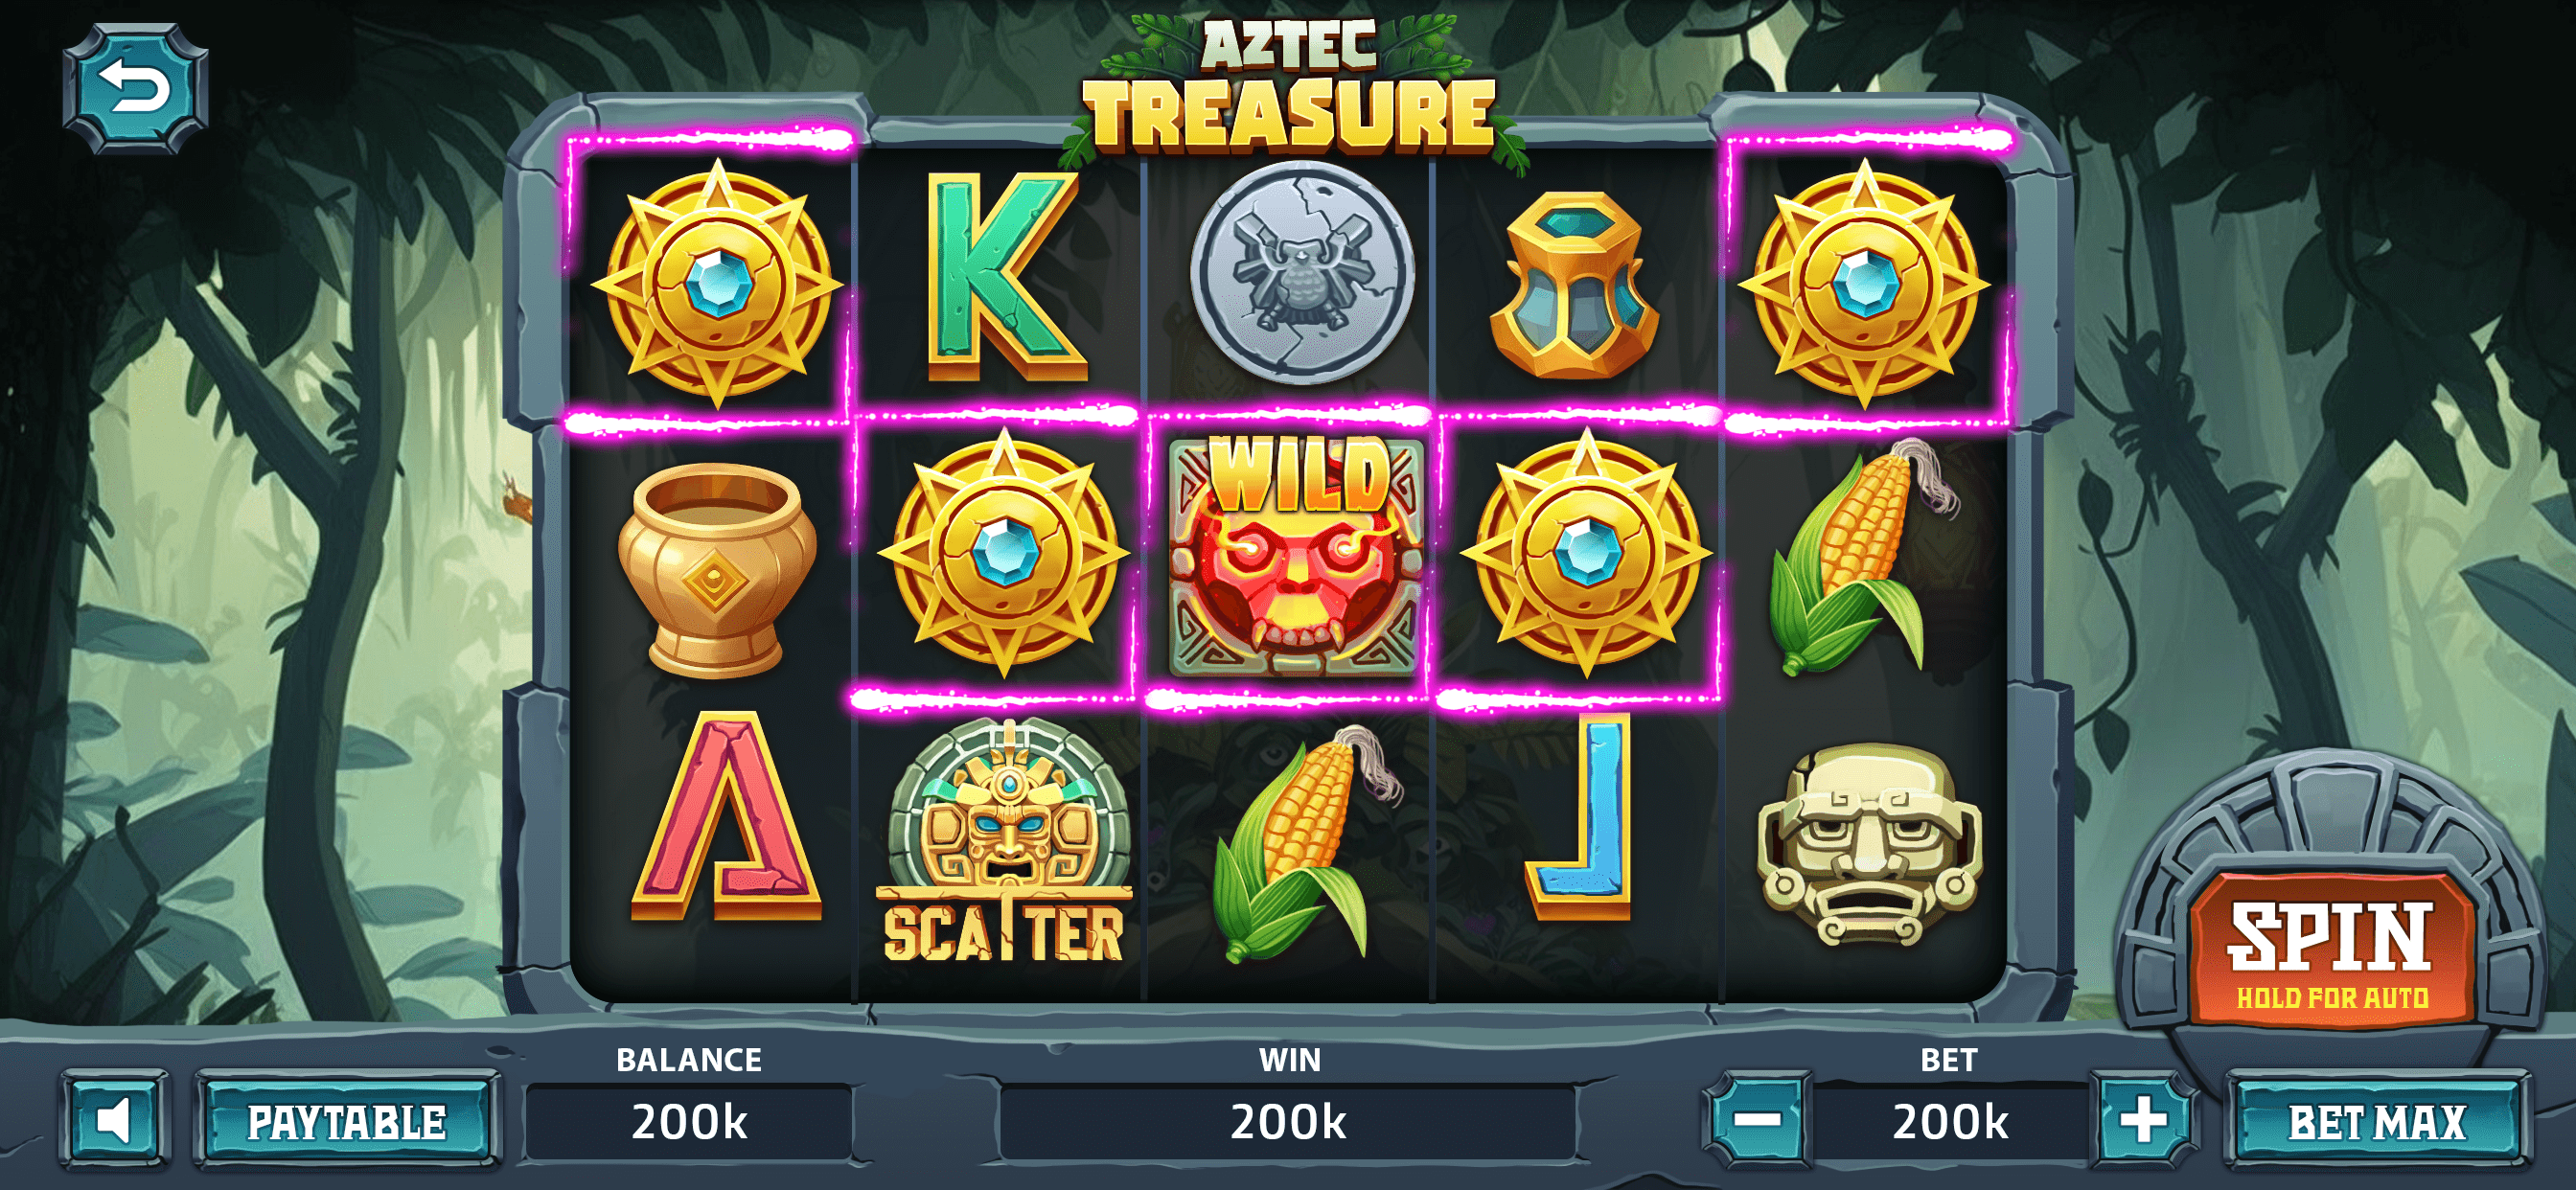 AZTEC
TREASURE
K
WILD
A
SCATTER
J
SPIN
HOLD FOR AUTO
BALANCE
WIN
BET
PAYTABLE
200k
200k
200k
BET MAX